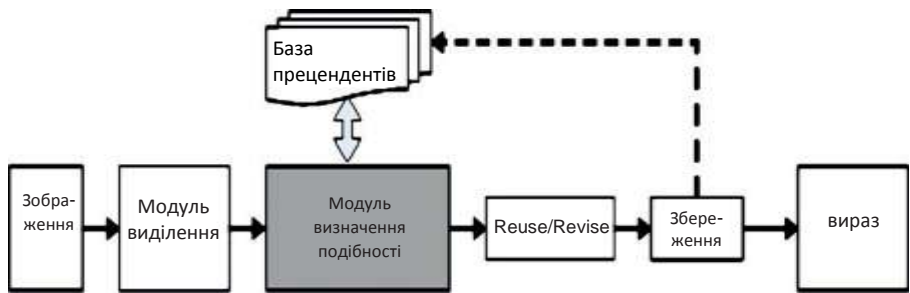 База
прецендентів
Зобра-
ження
Модуль
виділення
Модуль
визначення
подібності
Reuse/Revise
Збере-
ження
вираз